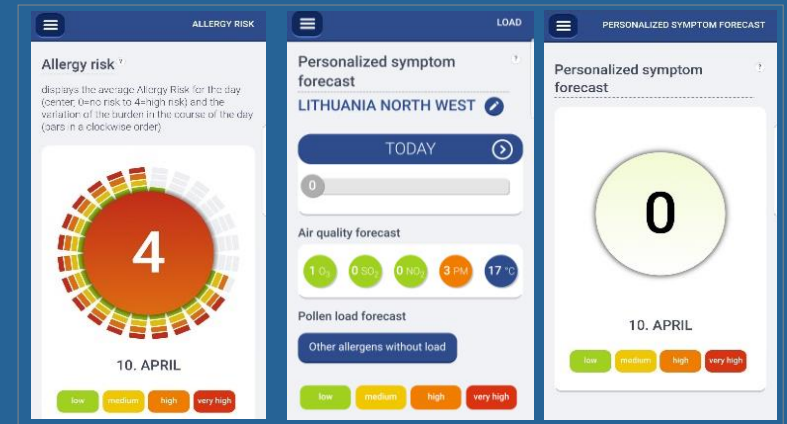 ALLERGY RISK
Allergy risk ?
displays the average Allergy Risk for the day
(center, 0=no risk to 4=high risk) and the
variation of the burden in the course of the day
(bars in a clockwise order)
4
10. APRIL
low medium high very high
LOAD
Personalized symptom ?
forecast
LITHUANIA NORTH WEST
TODAY
0
Air quality forecast
1 O₃ 0 SO₂ 0 NO₂ 3 PM 17 °C
Pollen load forecast
Other allergens without load
low medium high very high
PERSONALIZED SYMPTOM FORECAST
Personalized symptom ?
forecast
0
10. APRIL
low medium high very high